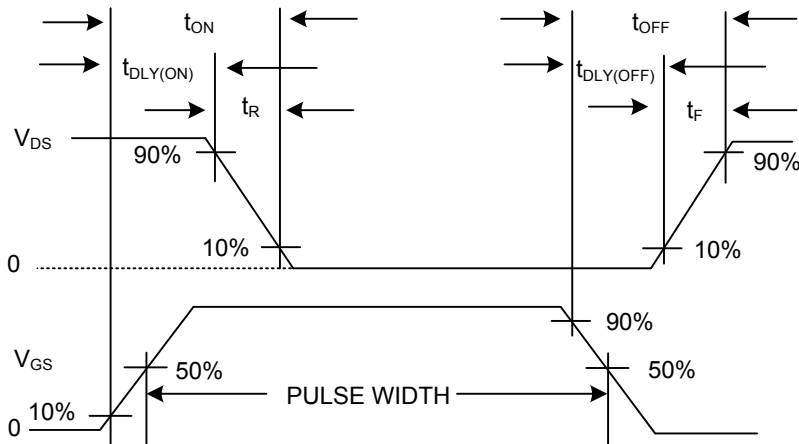 tON tOFF
tDLY(ON) tDLY(OFF)
tR tF
VDS
90% 90%
10% 10%
0
90%
VGS 50% 50%
PULSE WIDTH
10%
0